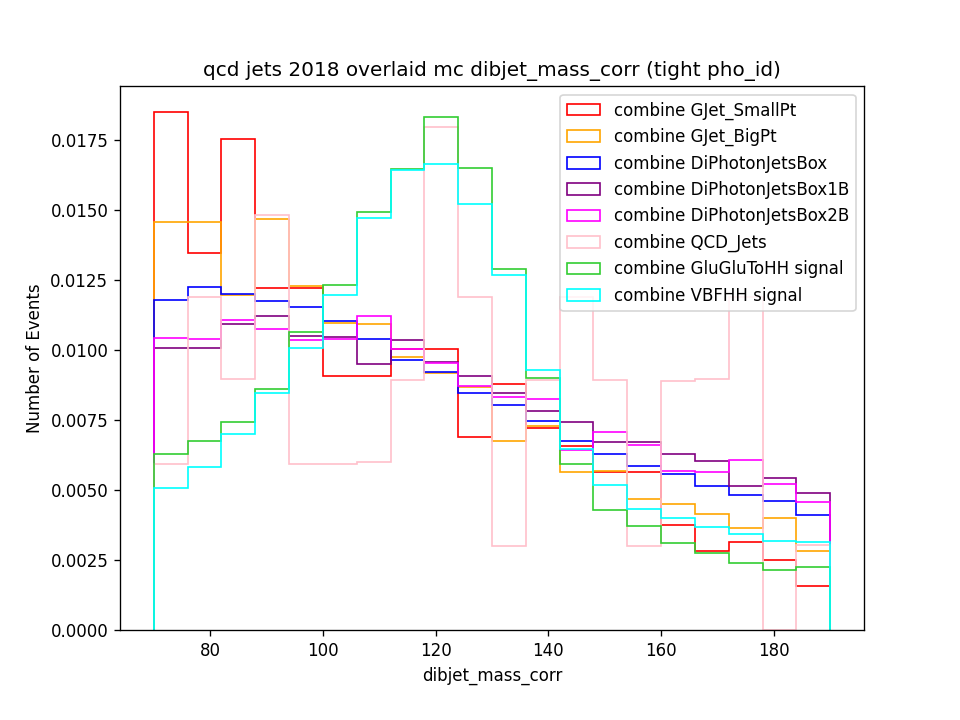 qcd jets 2018 overlaid mc dibjet_mass_corr (tight pho_id)
combine GJet_SmallPt
combine GJet_BigPt
combine DiPhotonJetsBox
combine DiPhotonJetsBox1B
combine DiPhotonJetsBox2B
combine QCD_Jets
combine GluGluToHH signal
combine VBFHH signal
Number of Events
0.0175
0.0150
0.0125
0.0100
0.0075
0.0050
0.0025
0.0000
80 100 120 140 160 180
dibjet_mass_corr